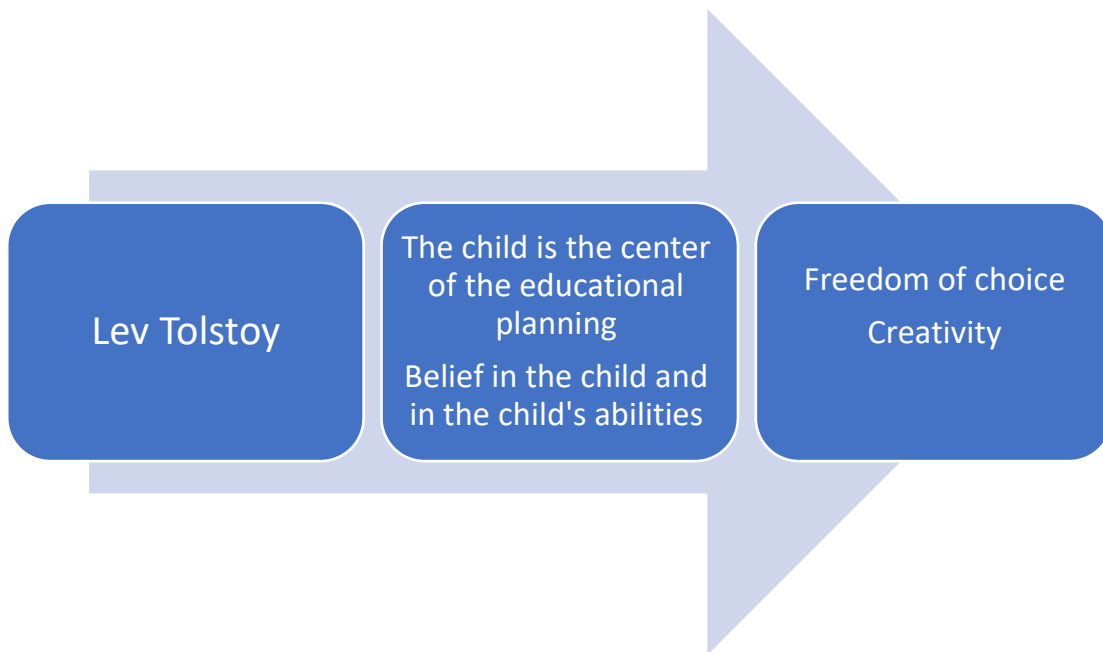 Lev Tolstoy
The child is the center
of the educational
planning
Belief in the child and
in the child's abilities
Freedom of choice
Creativity